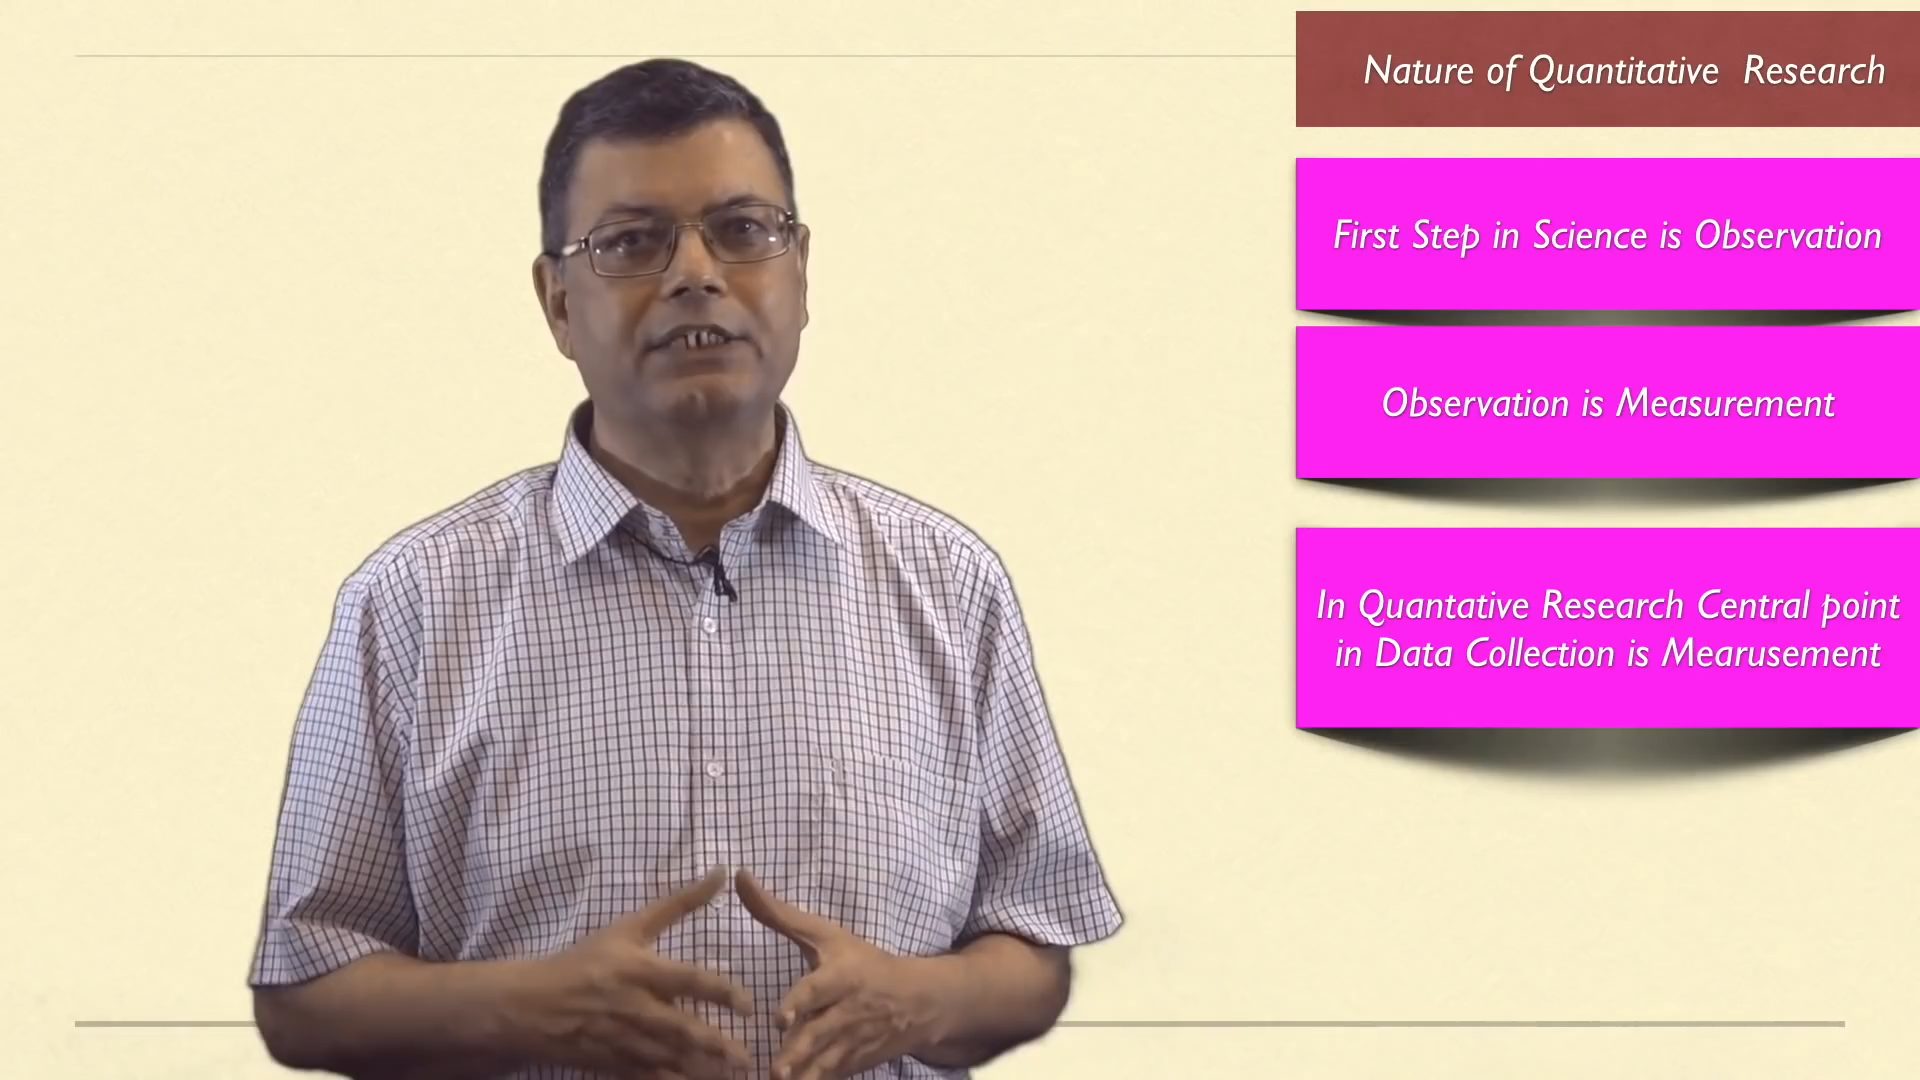 Nature of Quantitative Research
First Step in Science is Observation
Observation is Measurement
In Quantative Research Central point
in Data Collection is Mearusement